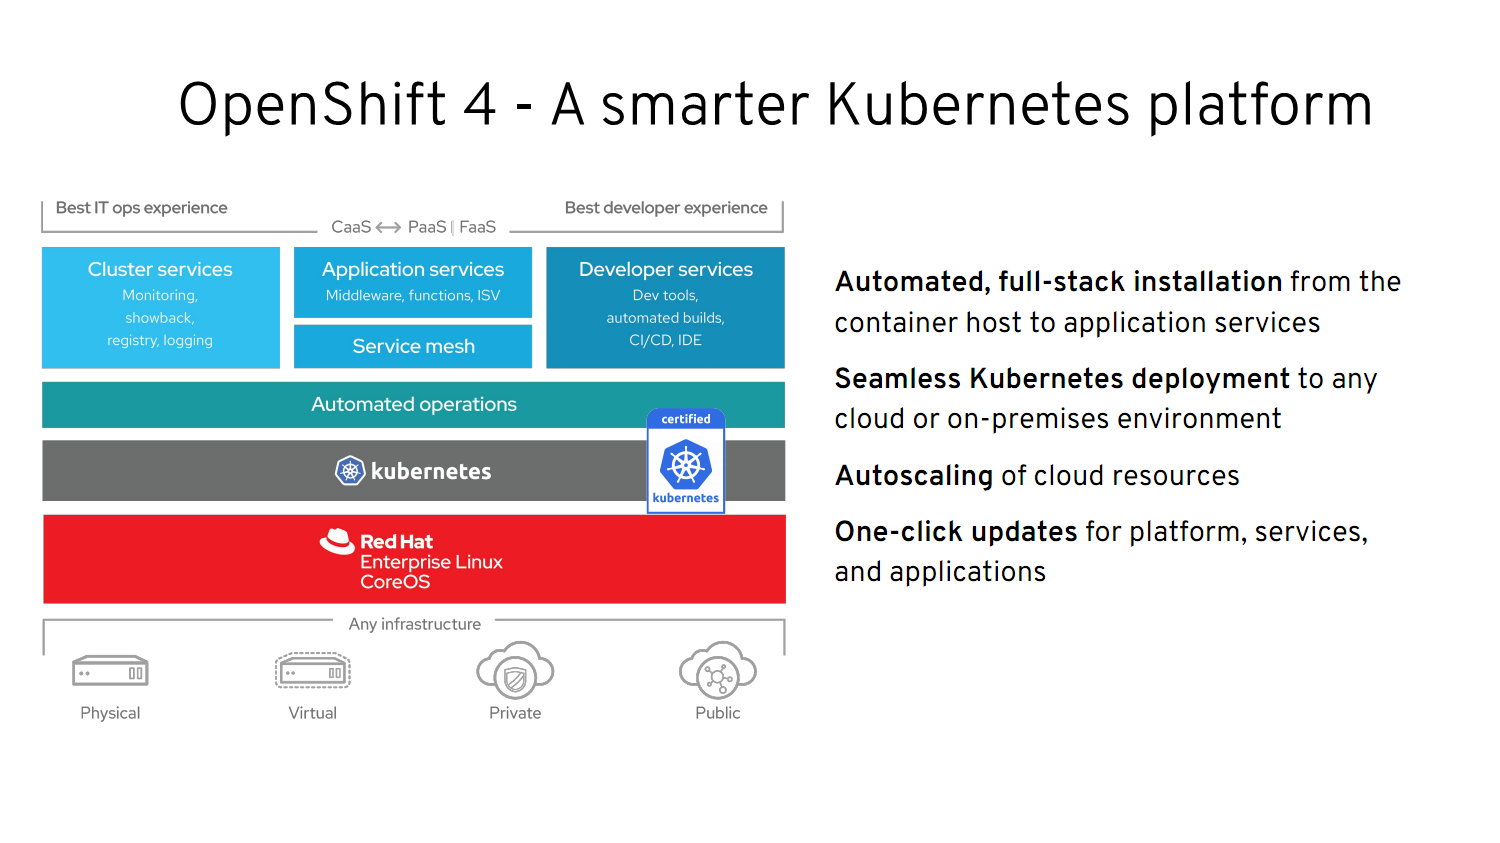 OpenShift 4 - A smarter Kubernetes platform
Best IT ops experience
Best developer experience
CaaS ⟷ PaaS | FaaS
Cluster services
Monitoring,
showback,
registry, logging
Application services
Middleware, functions, ISV
Service mesh
Developer services
Dev tools,
automated builds,
CI/CD, IDE
Automated operations
certified
kubernetes
kubernetes
Red Hat
Enterprise Linux
CoreOS
Any infrastructure
Physical
Virtual
Private
Public
Automated, full-stack installation from the
container host to application services
Seamless Kubernetes deployment to any
cloud or on-premises environment
Autoscaling of cloud resources
One-click updates for platform, services,
and applications